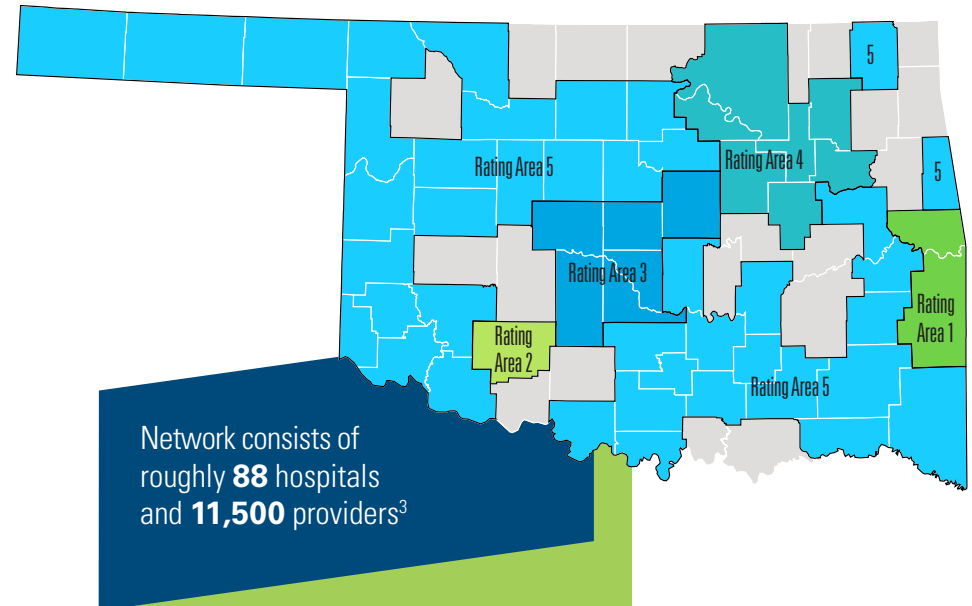 5
Rating Area 5
Rating Area 4
5
Rating Area 3
Rating
Area 1
Rating
Area 2
Rating Area 5
Network consists of
roughly 88 hospitals
and 11,500 providers³